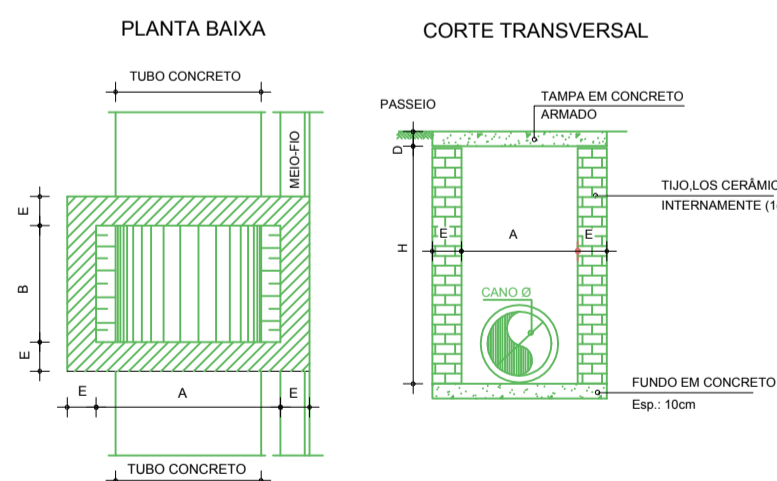 PLANTA BAIXA
TUBO CONCRETO
MEIO-FIO
E
B
E
E
A
E
TUBO CONCRETO
CORTE TRANSVERSAL
PASSEIO
TAMPA EM CONCRETO
ARMADO
D
TIJO,LOS
INTERNAMENTE
E
A
E
H
CANO Ø
FUNDO EM CONCRETO
Esp.: 10cm